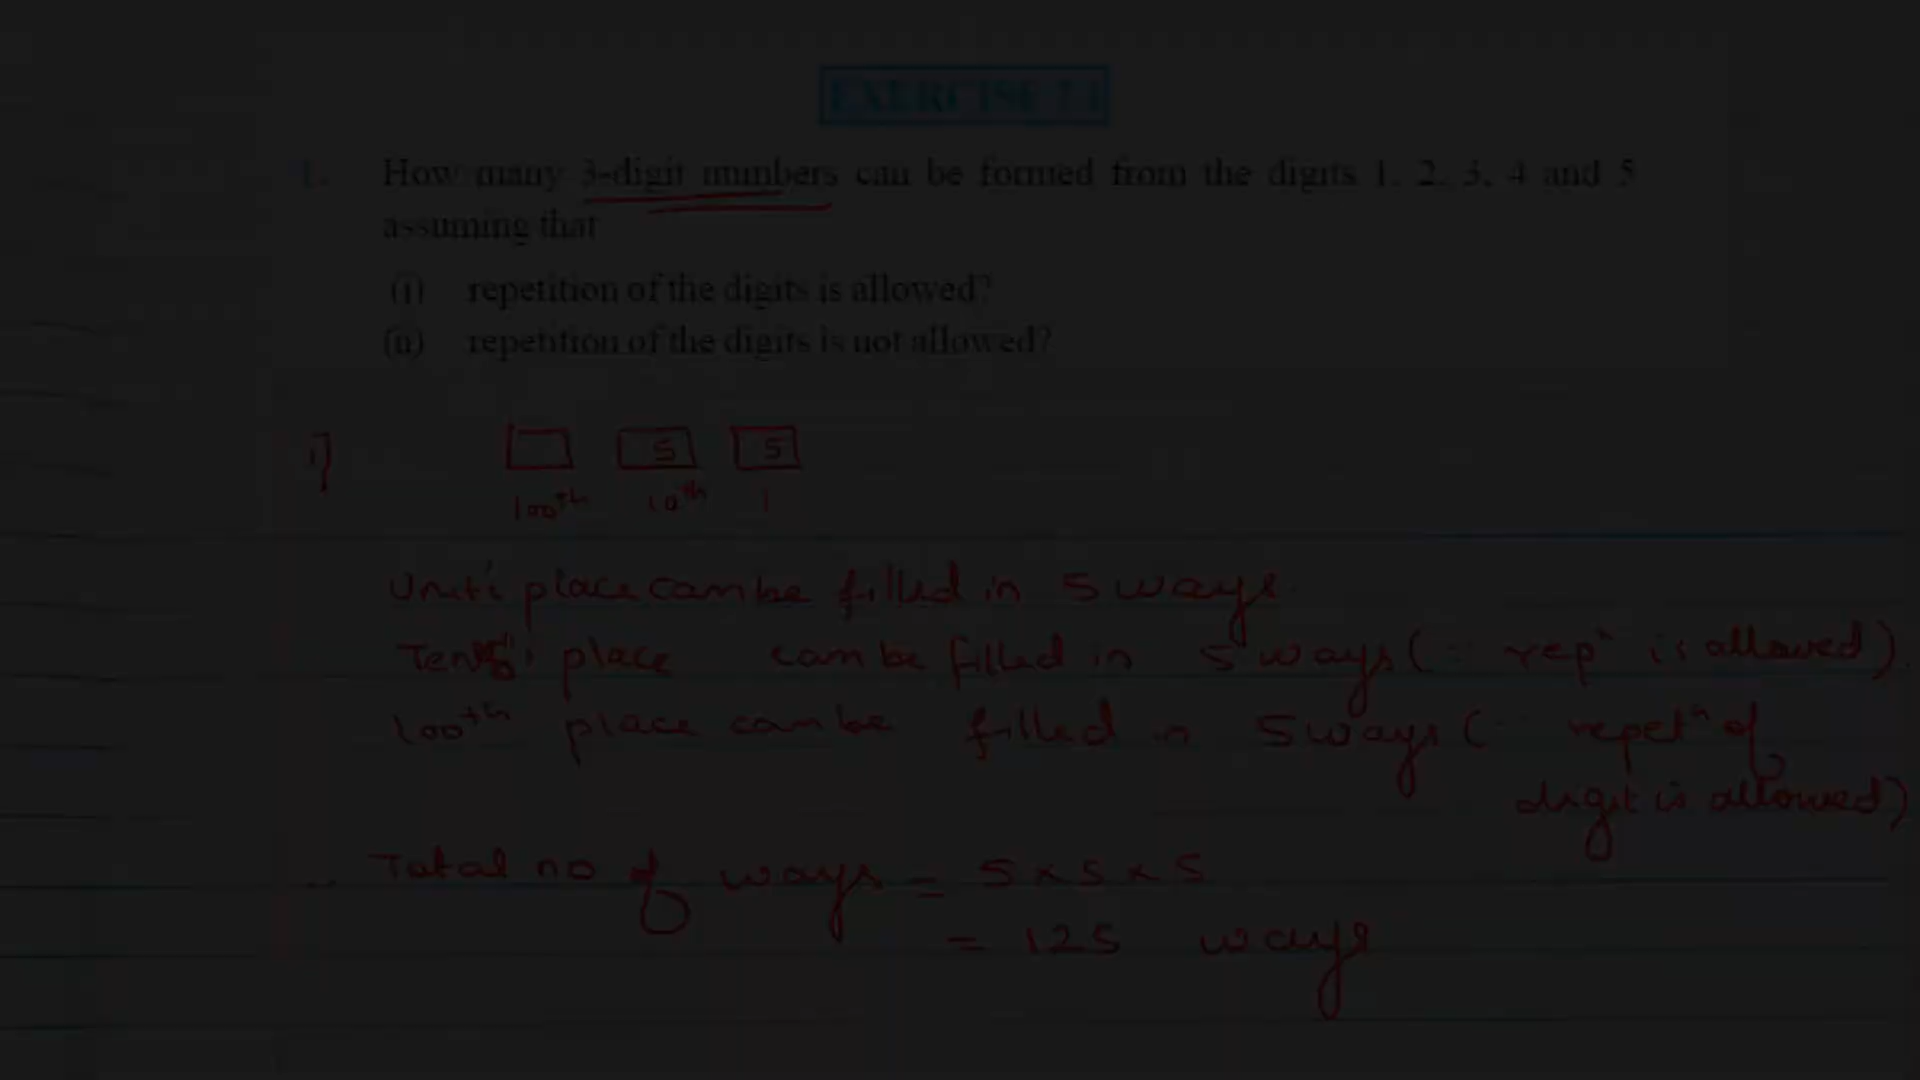 EXERCISE 7.1
1. How many 3-digit numbers can be formed from the digits 1, 2, 3, 4 and 5
assuming that
(i) repetition of the digits is allowed?
(ii) repetition of the digits is not allowed?
i] 5 5
100th 10th 1
Unit's place can be filled in 5 ways.
place can be filled in 5 ways (∵ repn is allowed).
100th place can be filled in 5 ways (∵ repetn of
digit is allowed)
∴ Total no of ways = 5 x 5 x 5
= 125 ways